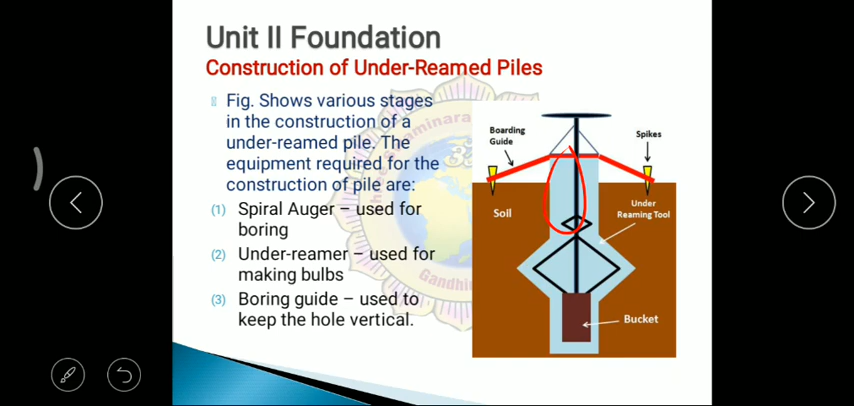 Unit II Foundation
Construction of Under-Reamed Piles
Fig. Shows various stages
in the construction of a
under-reamed pile. The
equipment required for the
construction of pile are:
(1) Spiral Auger – used for
boring
(2) Under-reamer – used for
making bulbs
(3) Boring guide – used to
keep the hole vertical.
Boarding
Guide
Spikes
Soil
Under
Reaming Tool
Bucket